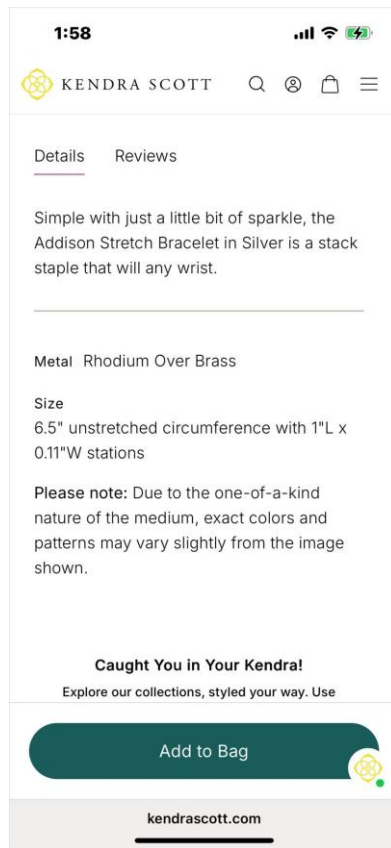 1:58
KENDRA SCOTT
Details Reviews
Simple with just a little bit of sparkle, the
Addison Stretch Bracelet in Silver is a stack
staple that will any wrist.
Metal Rhodium Over Brass
Size
6.5" unstretched circumference with 1"L x
0.11"W stations
Please note: Due to the one-of-a-kind
nature of the medium, exact colors and
patterns may vary slightly from the image
shown.
Caught You in Your Kendra!
Explore our collections, styled your way. Use
Add to Bag
kendrascott.com